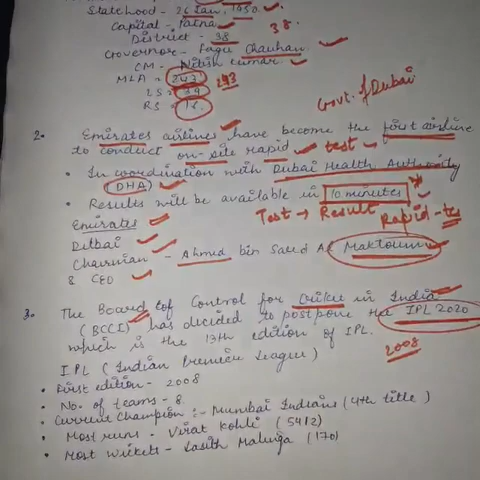 Statehood - 26 Jan, 1950
Capital - Patna
38
District - 38
Governor - Fagu Chauhan
CM - Nitish Kumar
MLA - 243
243
LS - 39
RS - 16
Govt. of Dubai
2. Emirates airlines have become the first airline
to conduct on-site rapid test
• In coordination with Dubai Health Authority
(DHA)
• Results will be available in 10 minutes
Test → Result
Rapid-test
Emirates
Dubai
Chairman - Ahmed bin Saeed Al Maktoum
& CEO
3. The Board of Control for Cricket in India
(BCCI) has decided to postpone the IPL 2020
which is the 13th edition of IPL.
2008
IPL (Indian Premier League)
• First edition - 2008
• No. of teams - 8
• Current Champion :- Mumbai Indians (4th title)
• Most runs - Virat Kohli (5412)
• Most wickets - Lasith Malinga (170)